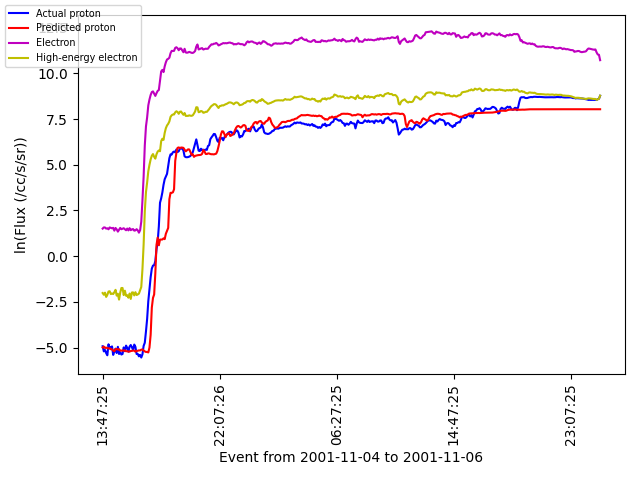 Actual proton
Predicted proton
Electron
High-energy electron
10.0
7.5
5.0
2.5
0.0
−2.5
−5.0
ln(Flux (/cc/s/sr))
13:47:25
22:07:26
06:27:25
14:47:25
23:07:25
Event from 2001-11-04 to 2001-11-06